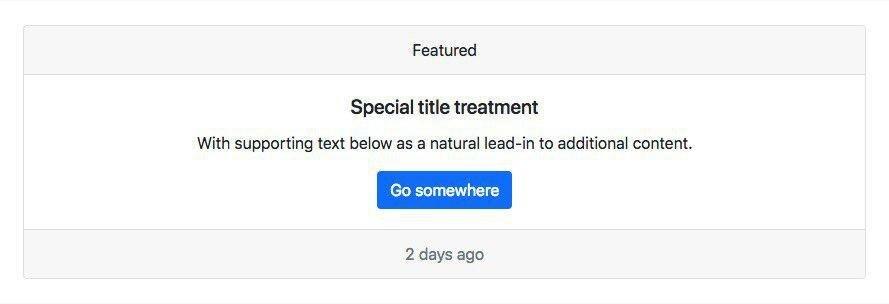 Featured
Special title treatment
With supporting text below as a natural lead-in to additional content.
Go somewhere
2 days ago